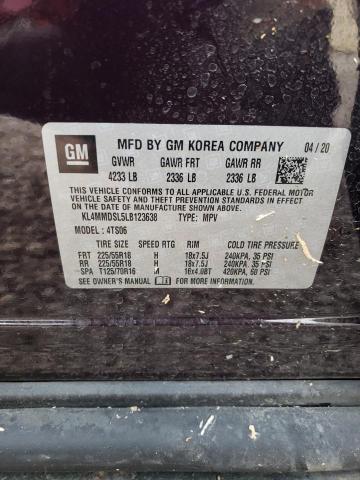 GM
MFD BY GM KOREA COMPANY 04/20
GVWR GAWR FRT GAWR RR
4233 LB 2336 LB 2336 LB
THIS VEHICLE CONFORMS TO ALL APPLICABLE U.S. FEDERAL MOTOR
VEHICLE SAFETY, BUMPER, AND THEFT PREVENTION STANDARDS
IN EFFECT ON THE DATE OF MANUFACTURE SHOWN ABOVE.
KL4MMDSL5LB123638 TYPE: MPV
MODEL: 4TS06
TIRE SIZE SPEED RTG RIM COLD TIRE PRESSURE
FRT 225/55R18 H 18x7.5J 240KPA, 35 PSI
RR 225/55R18 H 18x7.5J 240KPA, 35 PSI
SPA T125/70R16 M 16x4.0BT 420KPA, 60 PSI
SEE OWNER'S MANUAL FOR MORE INFORMATION.